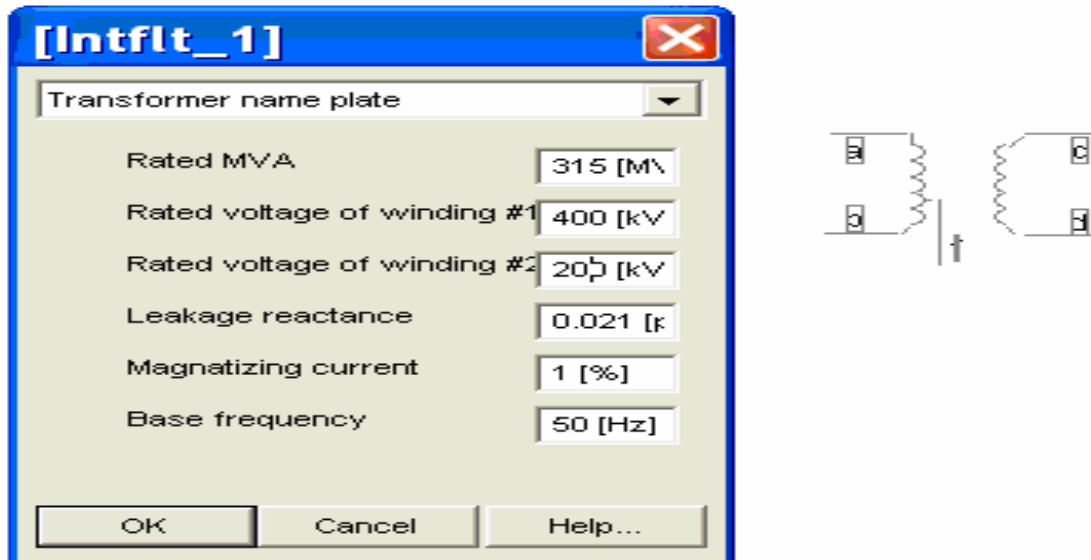 [Intflt_1]
Transformer name plate
Rated MVA 315 [M\
Rated voltage of winding #1 400 [kV
Rated voltage of winding #2 200 [kV
Leakage reactance 0.021 [p
Magnatizing current 1 [%]
Base frequency 50 [Hz]
OK Cancel Help...
a c
b d
f